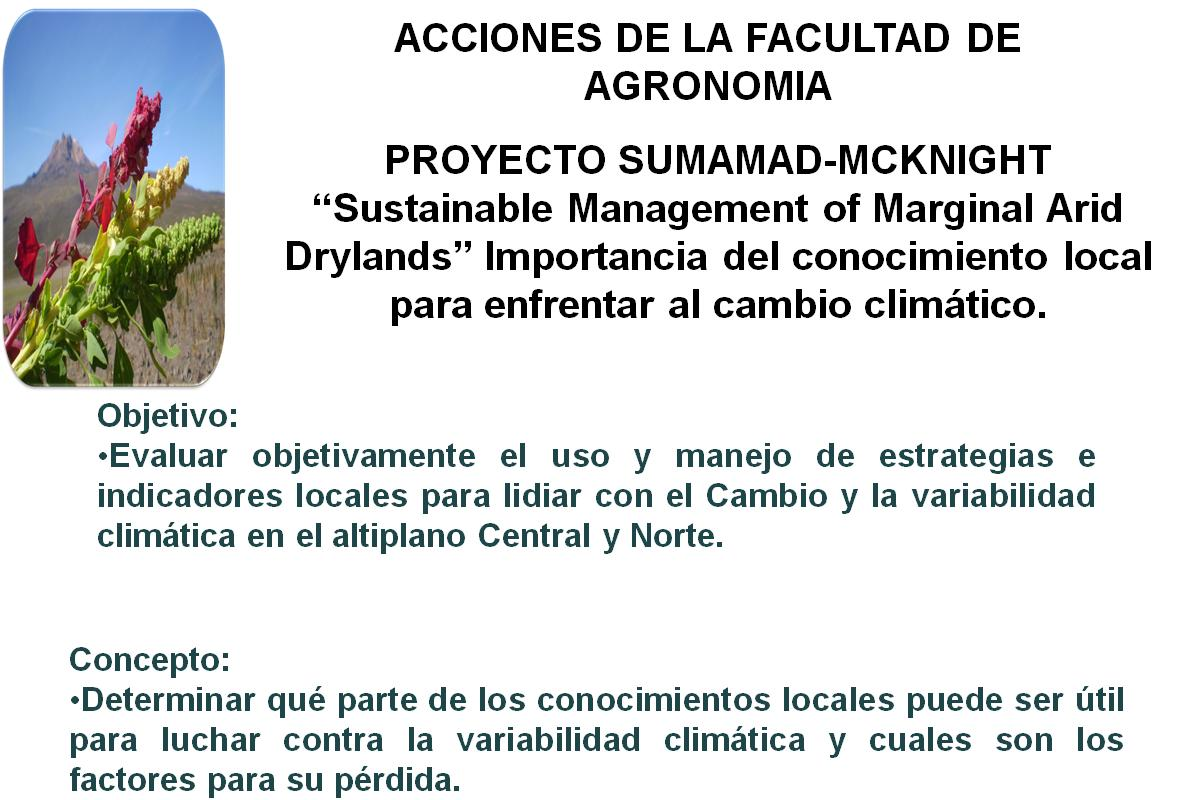 ACCIONES DE LA FACULTAD DE
AGRONOMIA
PROYECTO SUMAMAD-MCKNIGHT
“Sustainable Management of Marginal Arid
Drylands” Importancia del conocimiento local
para enfrentar al cambio climático.
Objetivo:
•Evaluar objetivamente el uso y manejo de estrategias e
indicadores locales para lidiar con el Cambio y la variabilidad
climática en el altiplano Central y Norte.
Concepto:
•Determinar qué parte de los conocimientos locales puede ser útil
para luchar contra la variabilidad climática y cuales son los
factores para su pérdida.